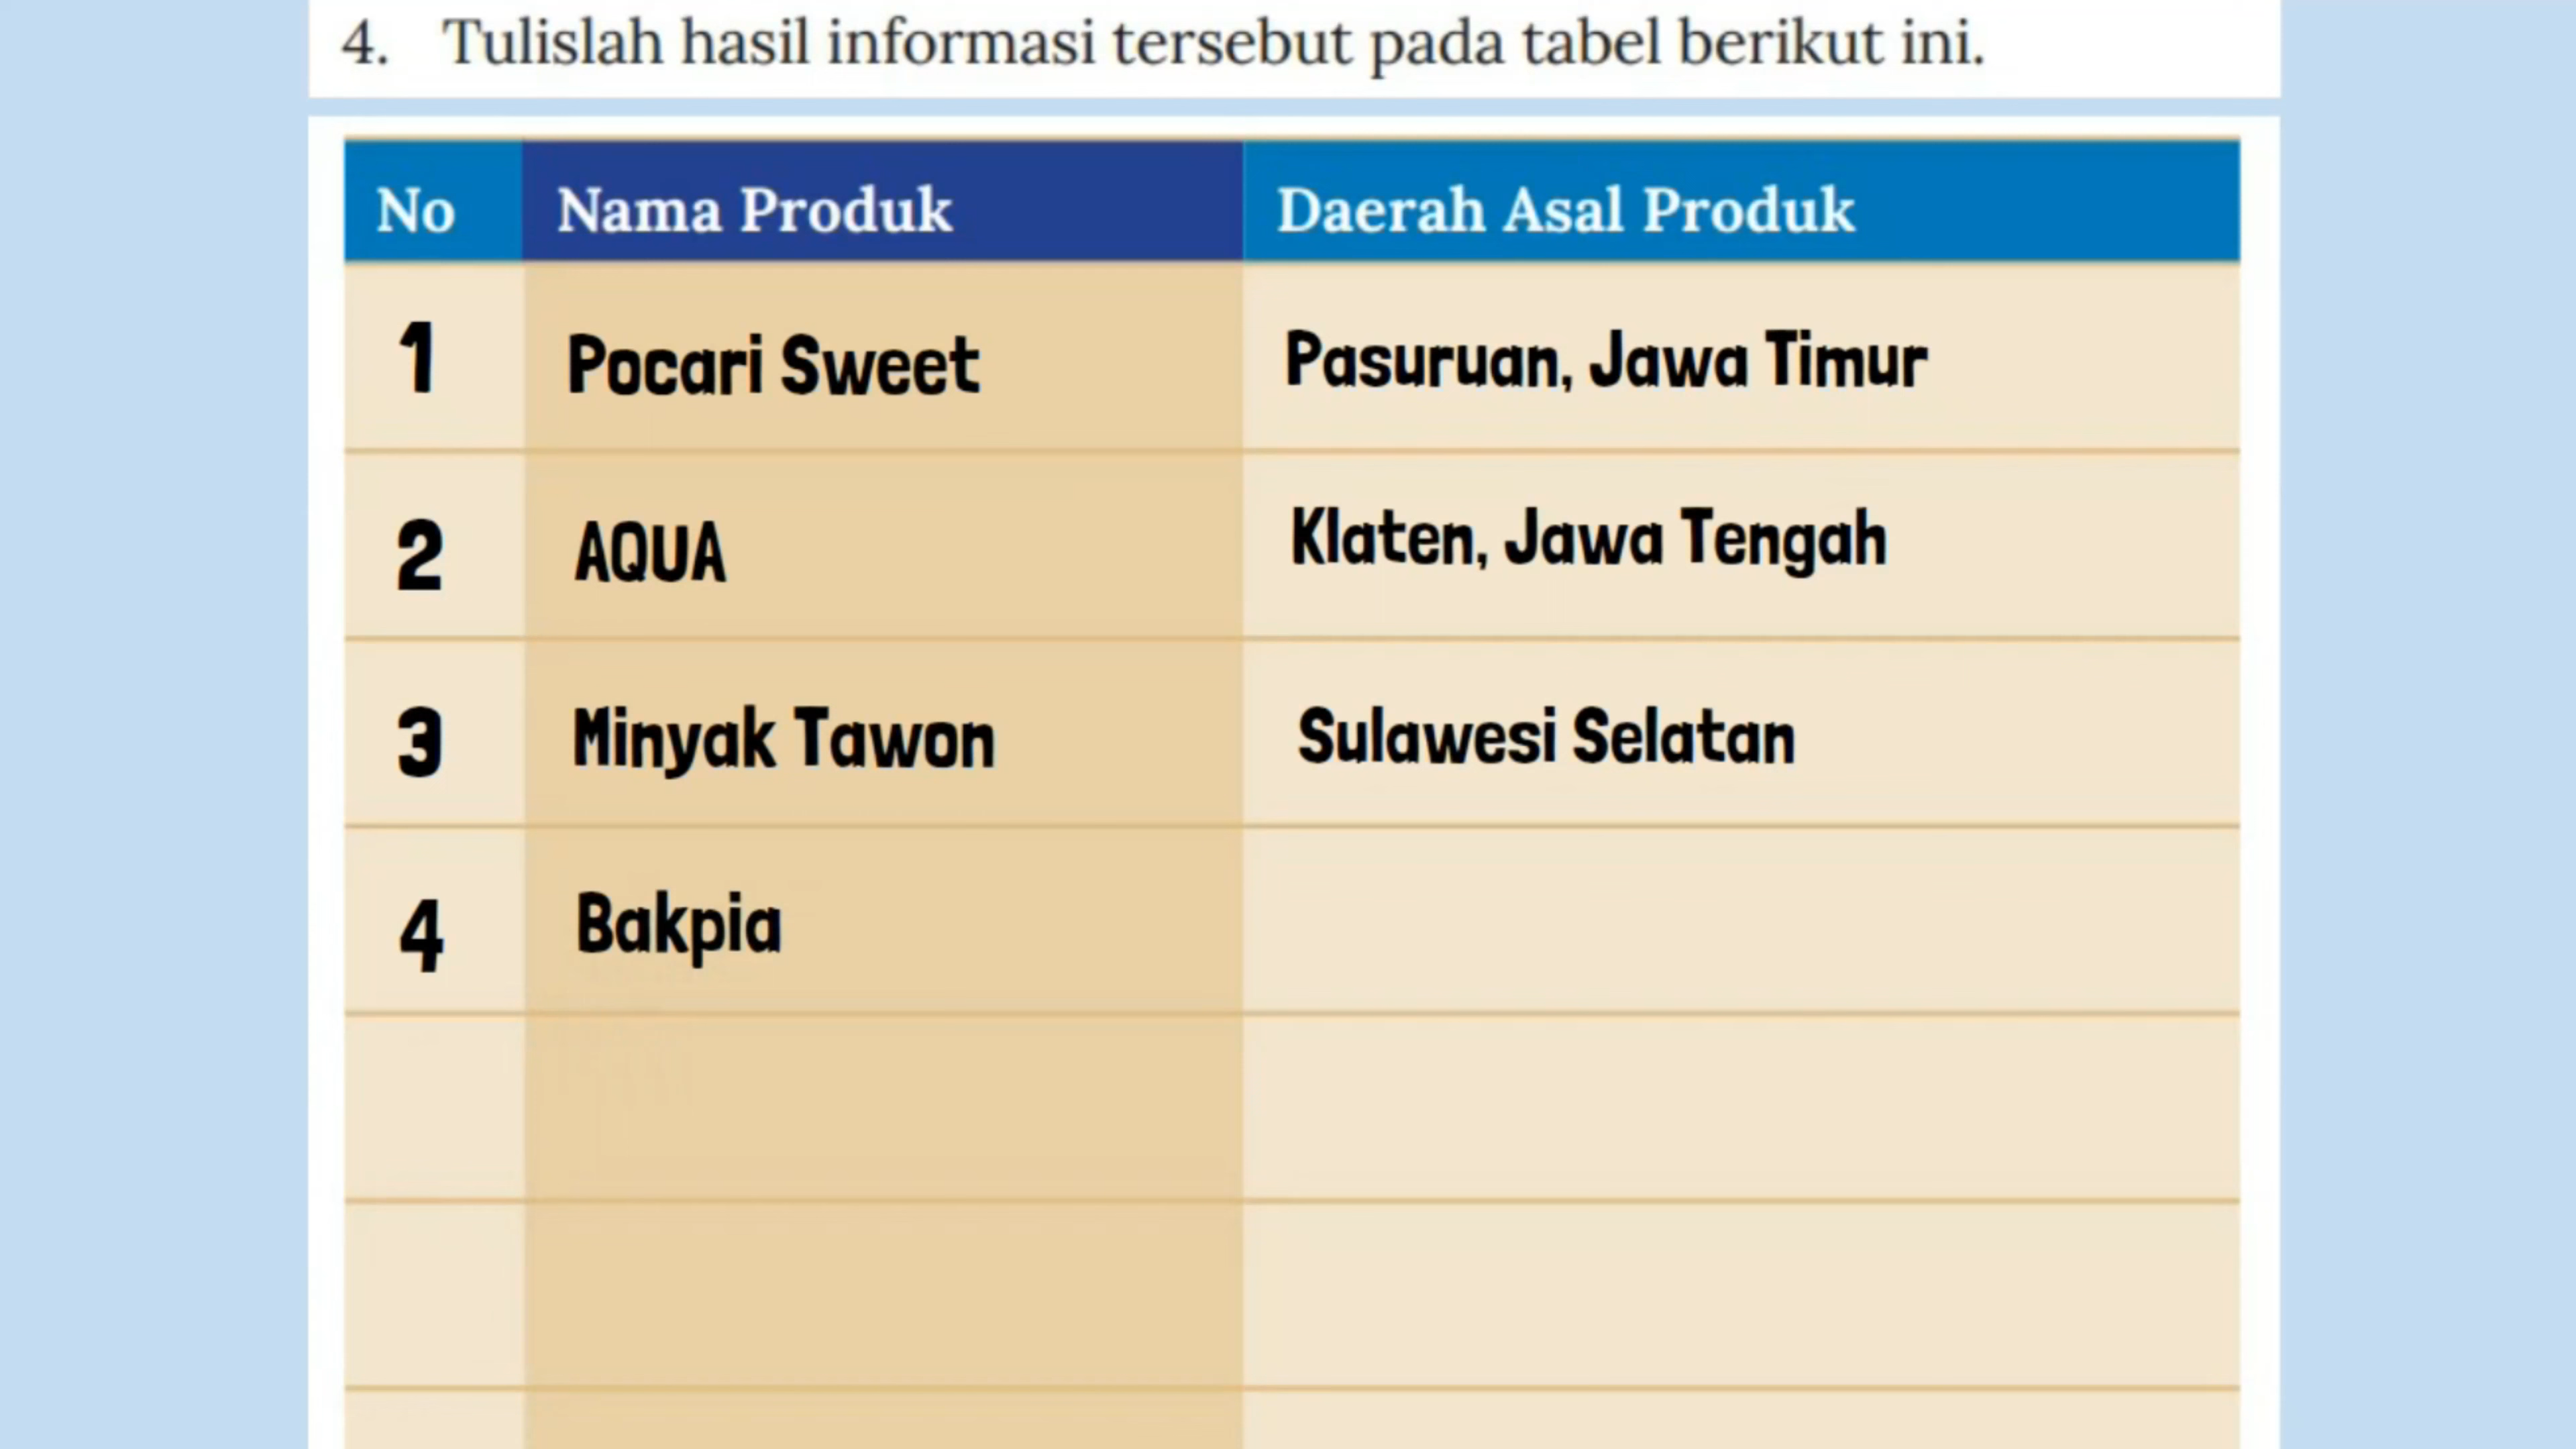 4. Tulislah hasil informasi tersebut pada tabel berikut ini.
No Nama Produk Daerah Asal Produk
1 Pocari Sweet Pasuruan, Jawa Timur
2 AQUA Klaten, Jawa Tengah
3 Minyak Tawon Sulawesi Selatan
4 Bakpia